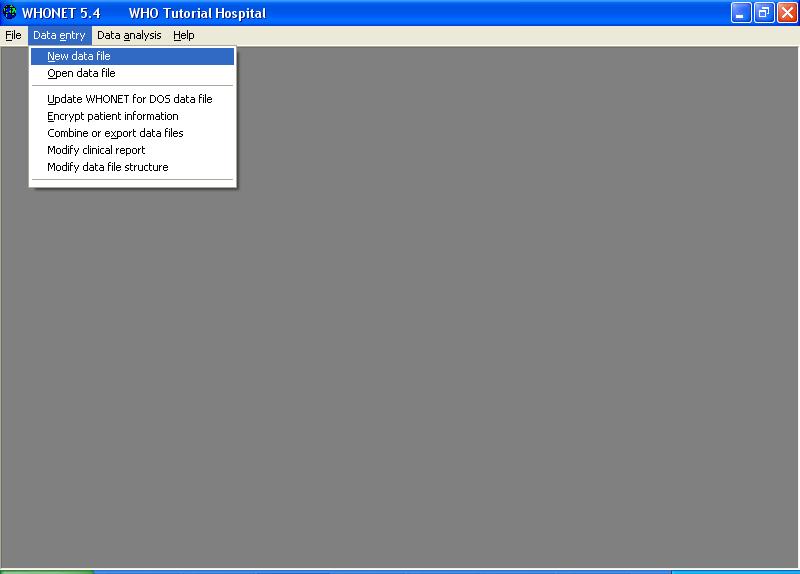 WHONET 5.4 WHO Tutorial Hospital
File Data entry Data analysis Help
New data file
Open data file
Update WHONET for DOS data file
Encrypt patient information
Combine or export data files
Modify clinical report
Modify data file structure